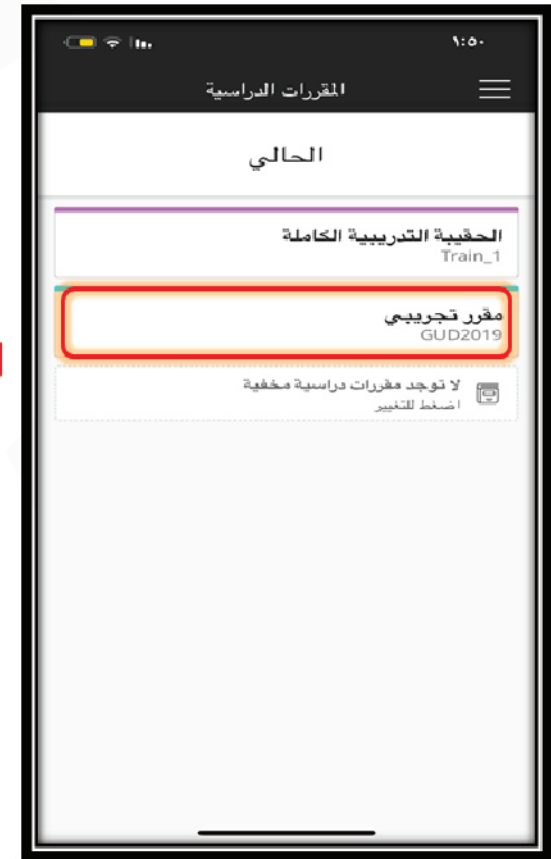 ١:٥٠
المقررات الدراسية
الحالي
الحقيبة التدريبية الكاملة
Train_1
مقرر تجريبي
GUD2019
لا توجد مقررات دراسية مخفية
اضغط للتغيير